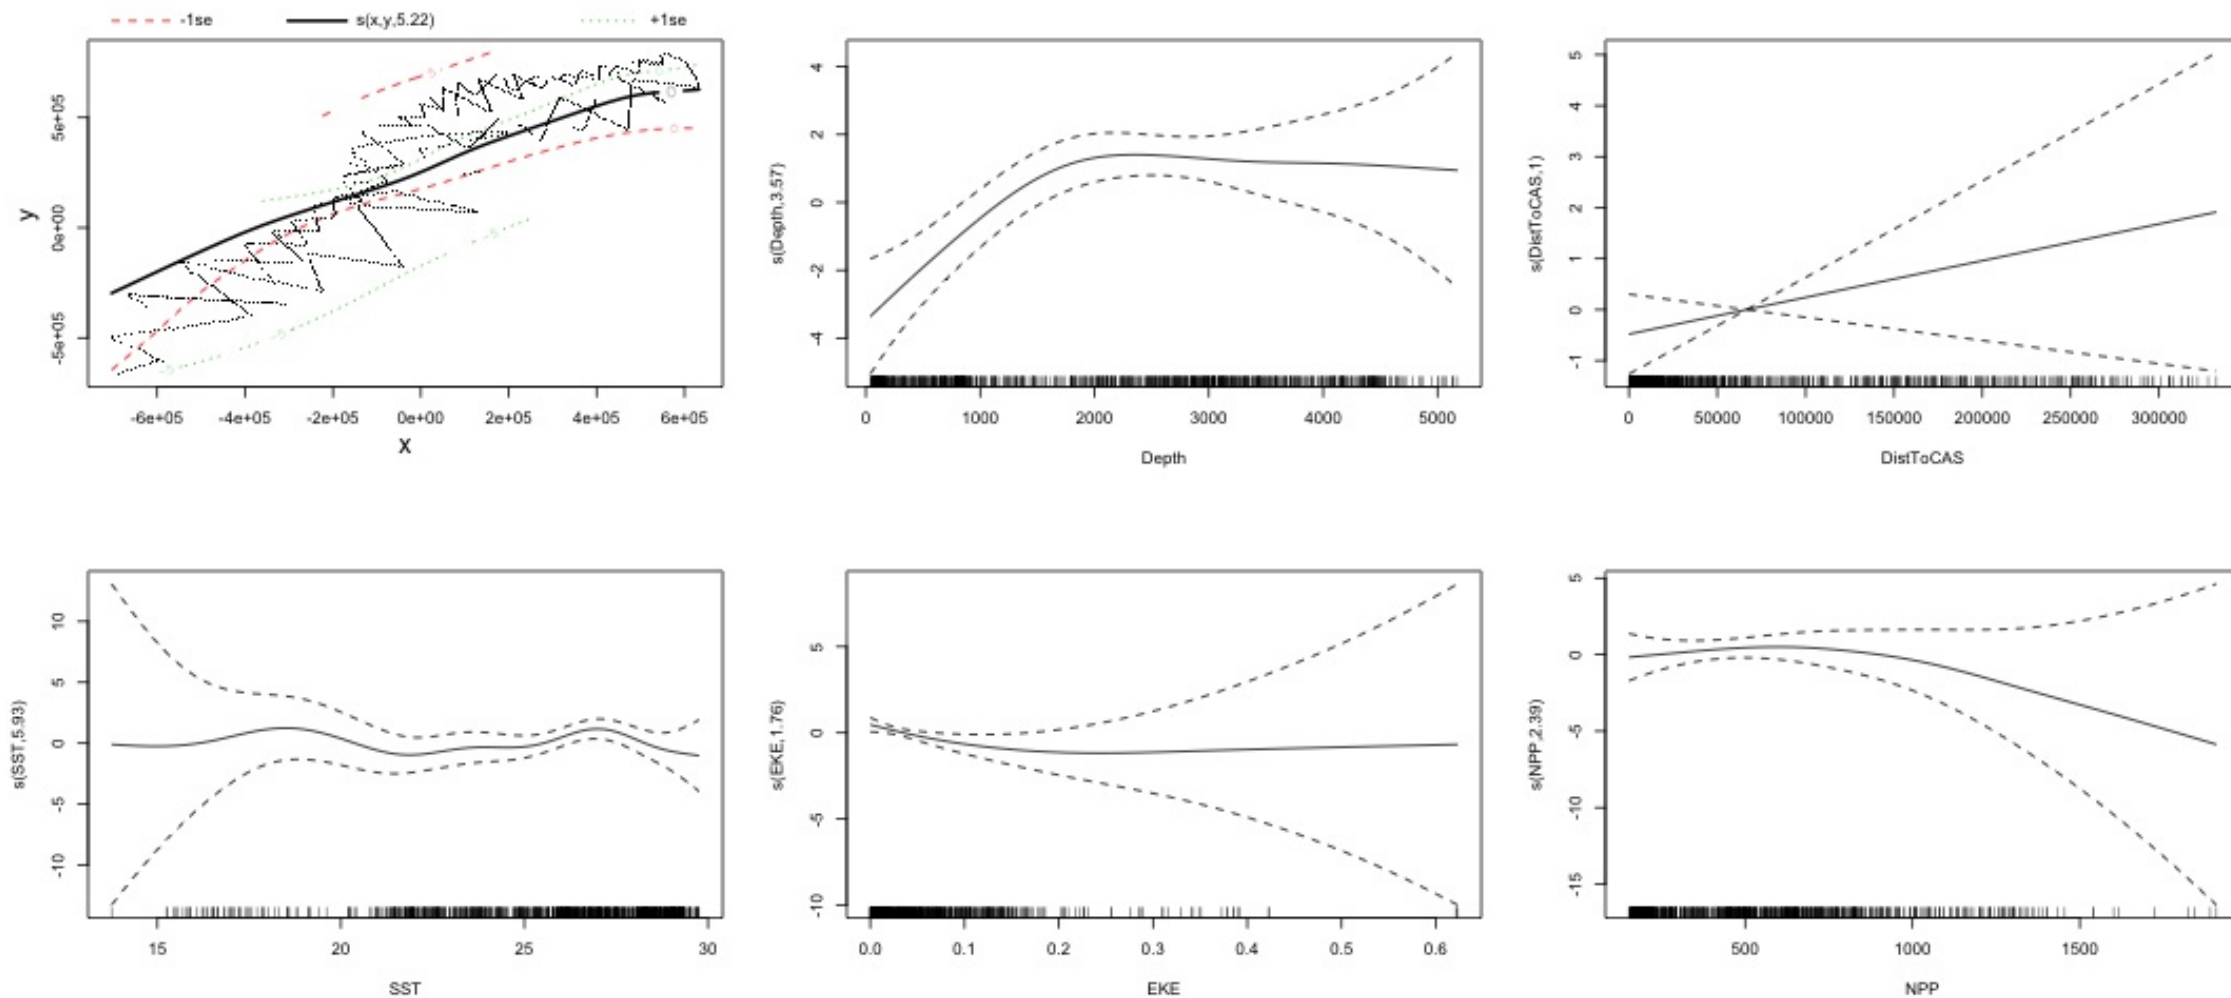 -1se s(x,y,5.22) +1se
y
-5e+05 0e+00 5e+05
-6e+05 -4e+05 -2e+05 0e+00 2e+05 4e+05 6e+05
x
s(Depth,3.57)
-4 -2 0 2 4
0 1000 2000 3000 4000 5000
Depth
s(DistToCAS,1)
-1 0 1 2 3 4 5
0 50000 100000 150000 200000 250000 300000
DistToCAS
s(SST,5.93)
-10 -5 0 5 10
15 20 25 30
SST
s(EKE,1.76)
-10 -5 0 5
0.0 0.1 0.2 0.3 0.4 0.5 0.6
EKE
s(NPP,2.39)
-15 -10 -5 0 5
500 1000 1500
NPP